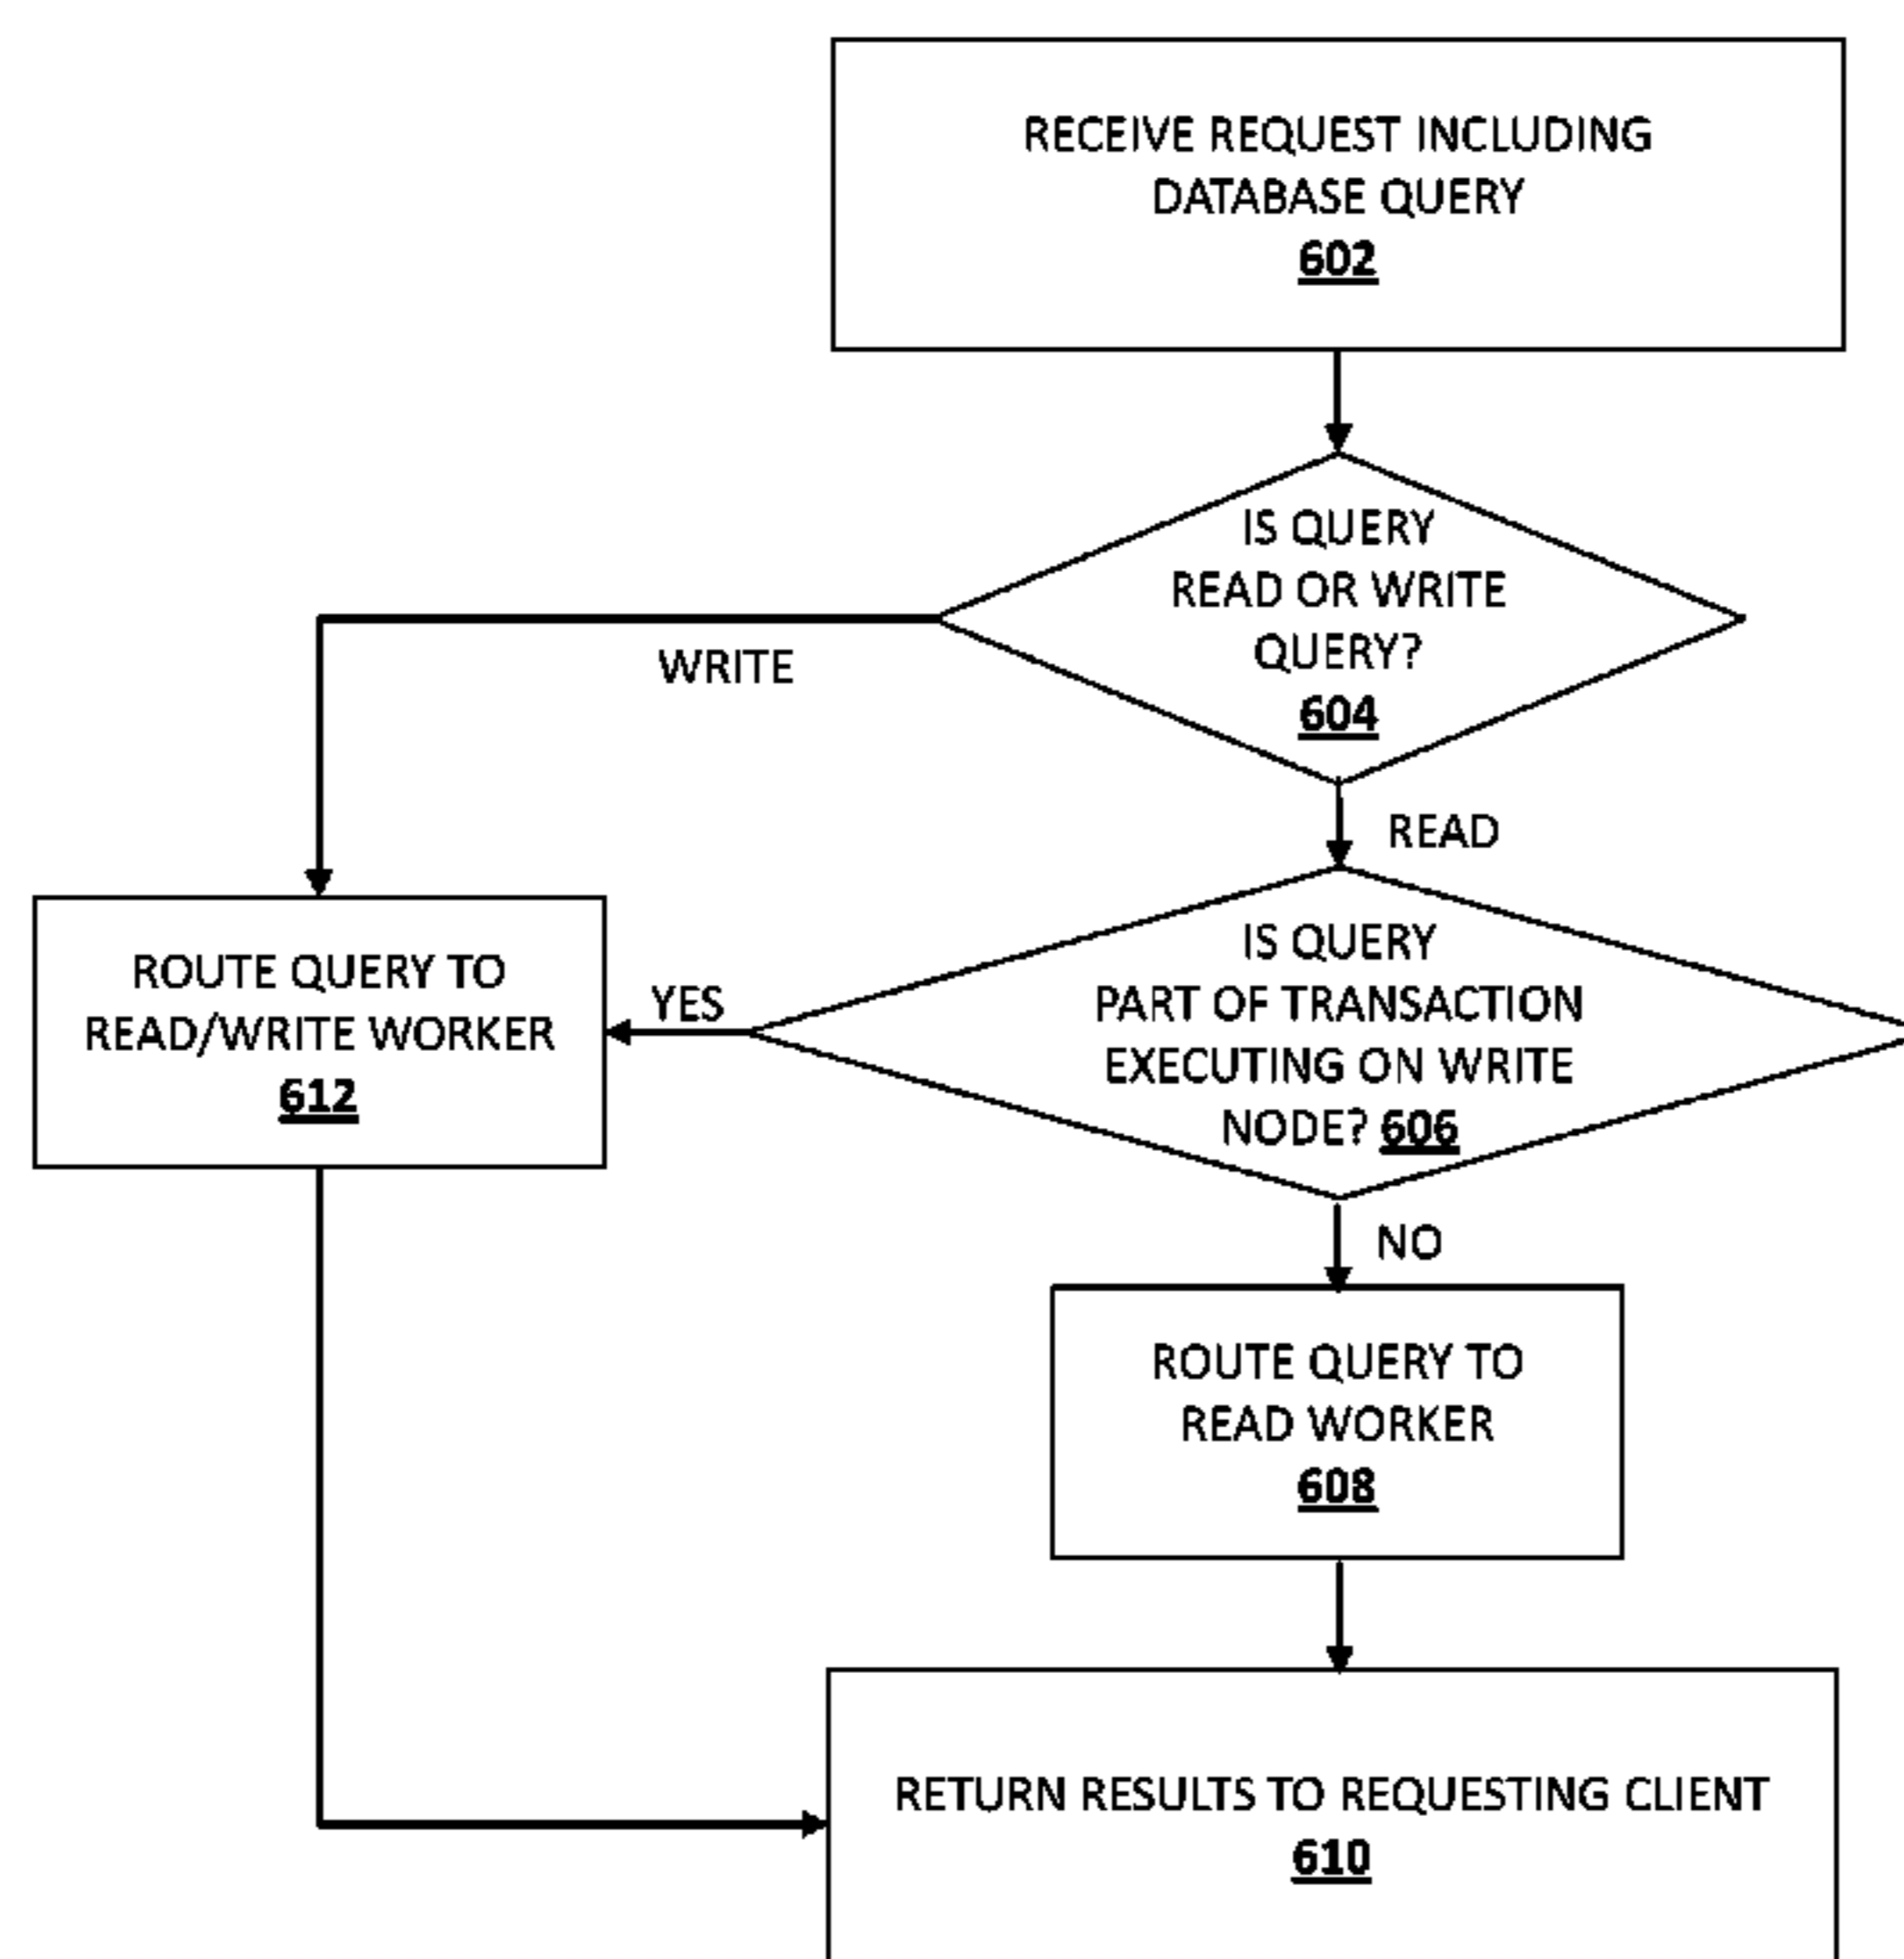 RECEIVE REQUEST INCLUDING
DATABASE QUERY
602
IS QUERY
READ OR WRITE
QUERY?
604
WRITE
READ
ROUTE QUERY TO
READ/WRITE WORKER
612
YES
IS QUERY
PART OF TRANSACTION
EXECUTING ON WRITE
NODE? 606
NO
ROUTE QUERY TO
READ WORKER
608
RETURN RESULTS TO REQUESTING CLIENT
610